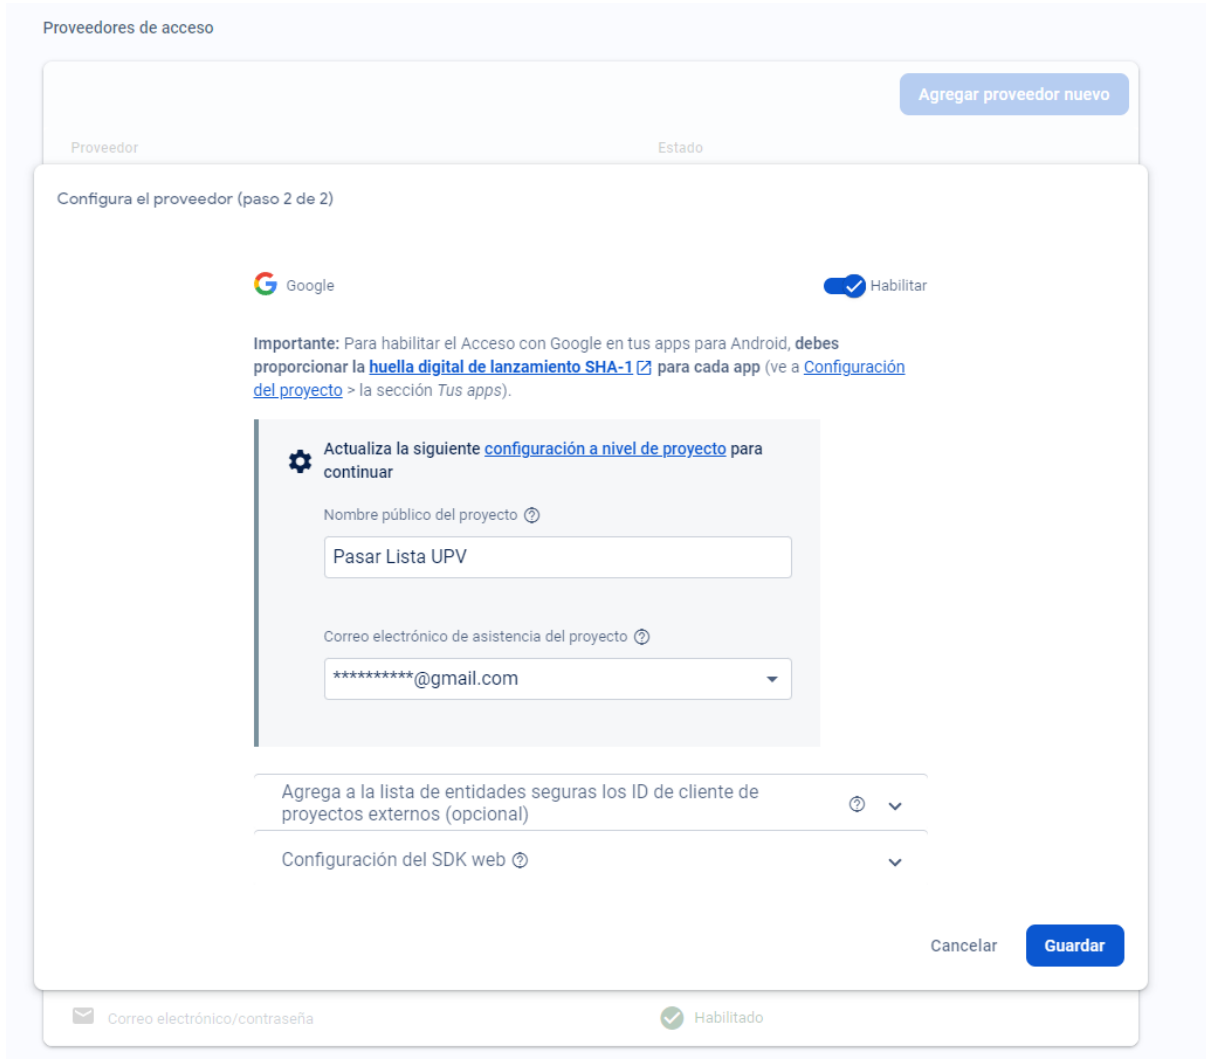 Proveedores de acceso
Agregar proveedor nuevo
Proveedor Estado
Configura el proveedor (paso 2 de 2)
Google Habilitar
Importante: Para habilitar el Acceso con Google en tus apps para Android, debes
proporcionar la huella digital de lanzamiento SHA-1 para cada app (ve a Configuración
del proyecto > la sección Tus apps).
Actualiza la siguiente configuración a nivel de proyecto para
continuar
Nombre público del proyecto
Pasar Lista UPV
Correo electrónico de asistencia del proyecto
**********@gmail.com
Agrega a la lista de entidades seguras los ID de cliente de
proyectos externos (opcional)
Configuración del SDK web
Cancelar Guardar
Correo electrónico/contraseña Habilitado